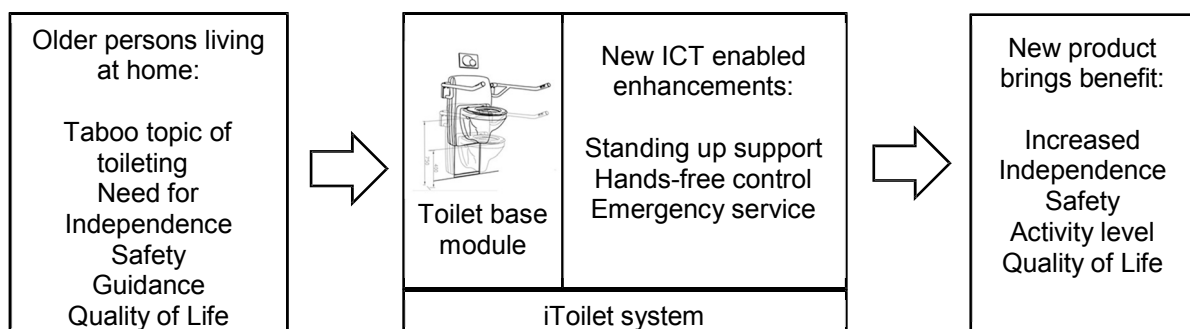 Older persons living
at home:
Taboo topic of
toileting
Need for
Independence
Safety
Guidance
Quality of Life
Toilet base
module
New ICT enabled
enhancements:
Standing up support
Hands-free control
Emergency service
iToilet system
New product
brings benefit:
Increased
Independence
Safety
Activity level
Quality of Life